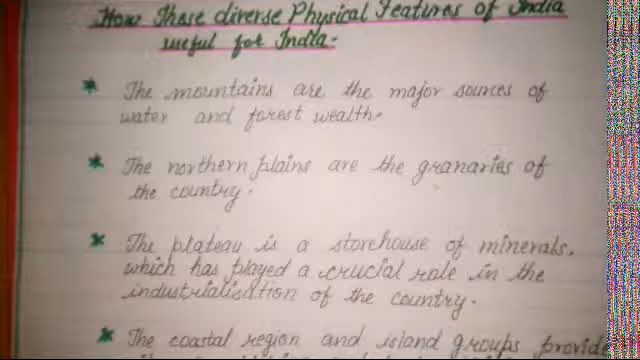 How These diverse Physical Features of India
useful for India.
* The mountains are the major sources of
water and forest wealth.
* The northern plains are the granaries of
the country.
* The plateau is a storehouse of minerals,
which has played a crucial role in the
industrialisation of the country.
* The coastal region and island groups provide